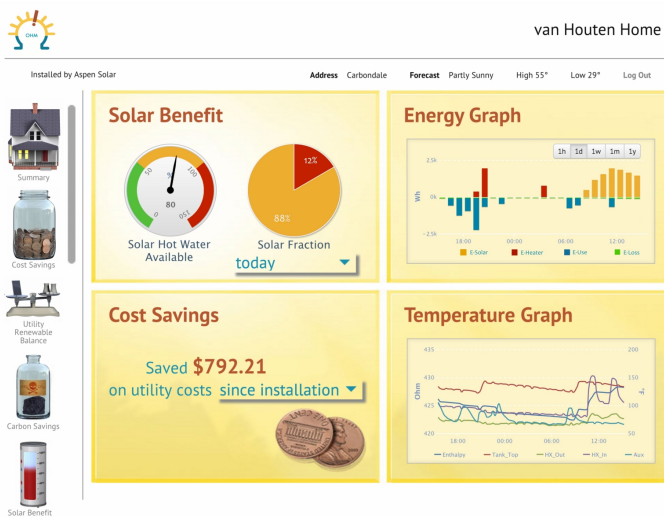 OHM
van Houten Home
Installed by Aspen Solar
Address Carbondale Forecast Partly Sunny High 55° Low 29° Log Out
Summary
Cost Savings
Utility
Renewable
Balance
Carbon Savings
Solar Benefit
Solar Benefit
0 50 100 150
%
80
Solar Hot Water
Available
12%
88%
Solar Fraction
today
Energy Graph
1h 1d 1w 1m 1y
2.5k
0k
−2.5k
Wh
18:00 00:00 06:00 12:00
E-Solar E-Heater E-Use E-Loss
Cost Savings
Saved $792.21
on utility costs since installation
Temperature Graph
435
430
425
420
Ohm
200
150
100
50
°F
18:00 00:00 06:00 12:00
Enthalpy Tank_Top HX_Out HX_In Aux